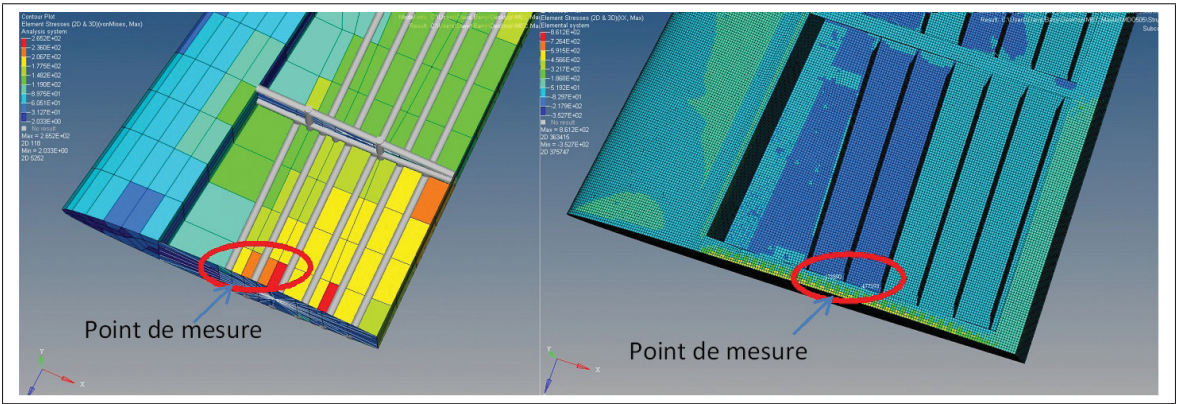 Contour Plot
Element Stresses (2D & 3D)(vonMises, Max)
Analysis system
2.652E+02
2.360E+02
2.067E+02
1.775E+02
1.482E+02
1.190E+02
8.975E+01
6.051E+01
3.127E+01
2.033E+00
No result
Max = 2.652E+02
2D 118
Min = 2.033E+00
2D 5252
Point de mesure
Y
X
Element Stresses (2D & 3D)(XX, Max)
Elemental system
8.612E+02
7.264E+02
5.915E+02
4.566E+02
3.217E+02
1.868E+02
5.192E+01
-8.297E+01
-2.179E+02
-3.527E+02
No result
Max = 8.612E+02
2D 363415
Min = -3.527E+02
2D 375747
Point de mesure
Y
X